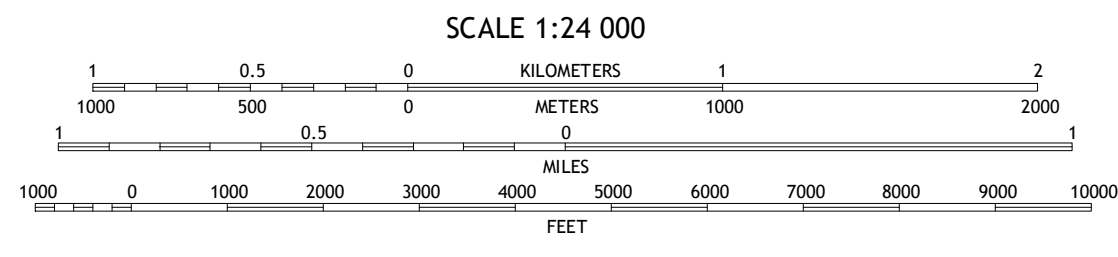 SCALE 1:24 000
1 0.5 0 KILOMETERS 1 2
1000 500 0 METERS 1000 2000
1 0.5 0 1
MILES
1000 0 1000 2000 3000 4000 5000 6000 7000 8000 9000 10000
FEET